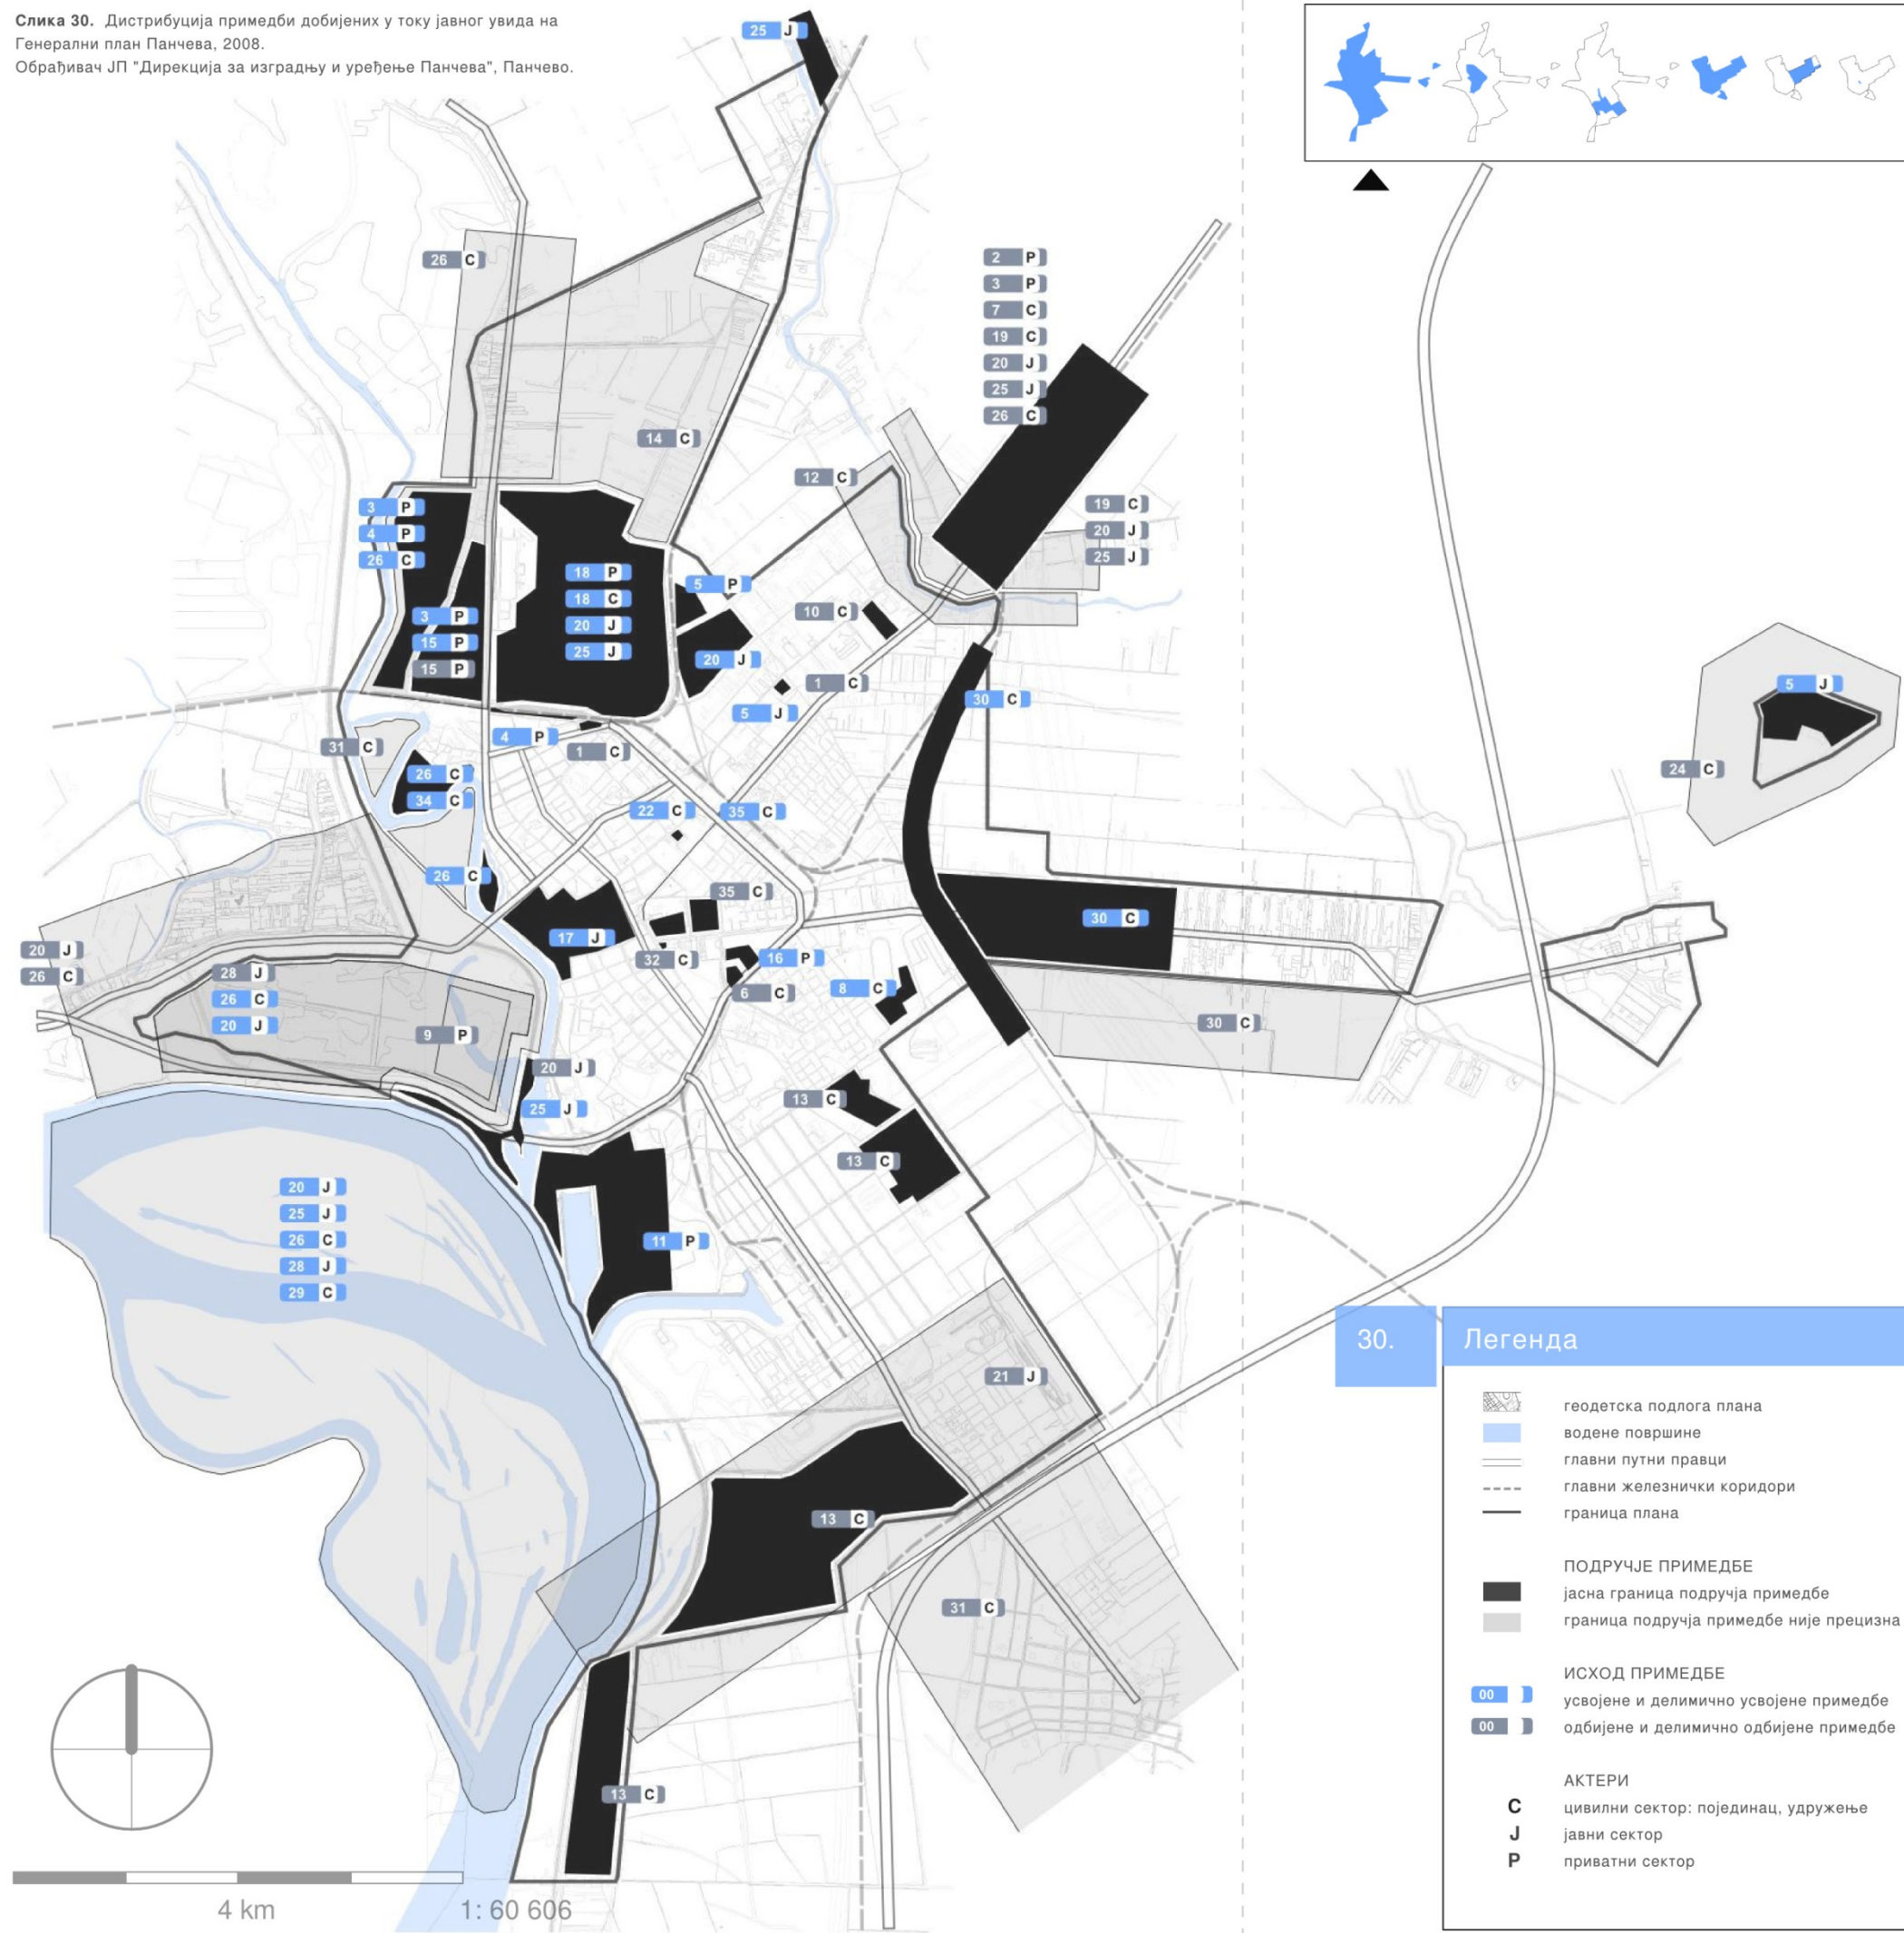 Слика 30. Дистрибуција примедби добијених у току јавног увида на
Генерални план Панчева, 2008.
Обрађивач ЈП "Дирекција за изградњу и уређење Панчева", Панчево.
25 J
26 C
2 P
3 P
7 C
19 C
20 J
25 J
26 C
14 C
12 C
19 C
20 J
25 J
3 P
4 P
26 C
18 P
18 C
20 J
25 J
5 P
10 C
3 P
15 P
15 P
20 J
1 C
30 C
5 J
5 J
4 P
1 C
31 C
24 C
26 C
34 C
22 C
35 C
26 C
35 C
30 C
17 J
32 C
16 P
20 J
26 C
28 J
26 C
20 J
6 C
8 C
9 P
30 C
20 J
25 J
13 C
13 C
20 J
25 J
26 C
28 J
29 C
11 P
21 J
13 C
31 C
13 C
4 km
1: 60 606
30.
Легенда
геодетска подлога плана
водене површине
главни путни правци
главни железнички коридори
граница плана
ПОДРУЧЈЕ ПРИМЕДБЕ
јасна граница подручја примедбе
граница подручја примедбе није прецизна
ИСХОД ПРИМЕДБЕ
00 усвојене и делимично усвојене примедбе
00 одбијене и делимично одбијене примедбе
АКТЕРИ
C цивилни сектор: појединац, удружење
J јавни сектор
P приватни сектор